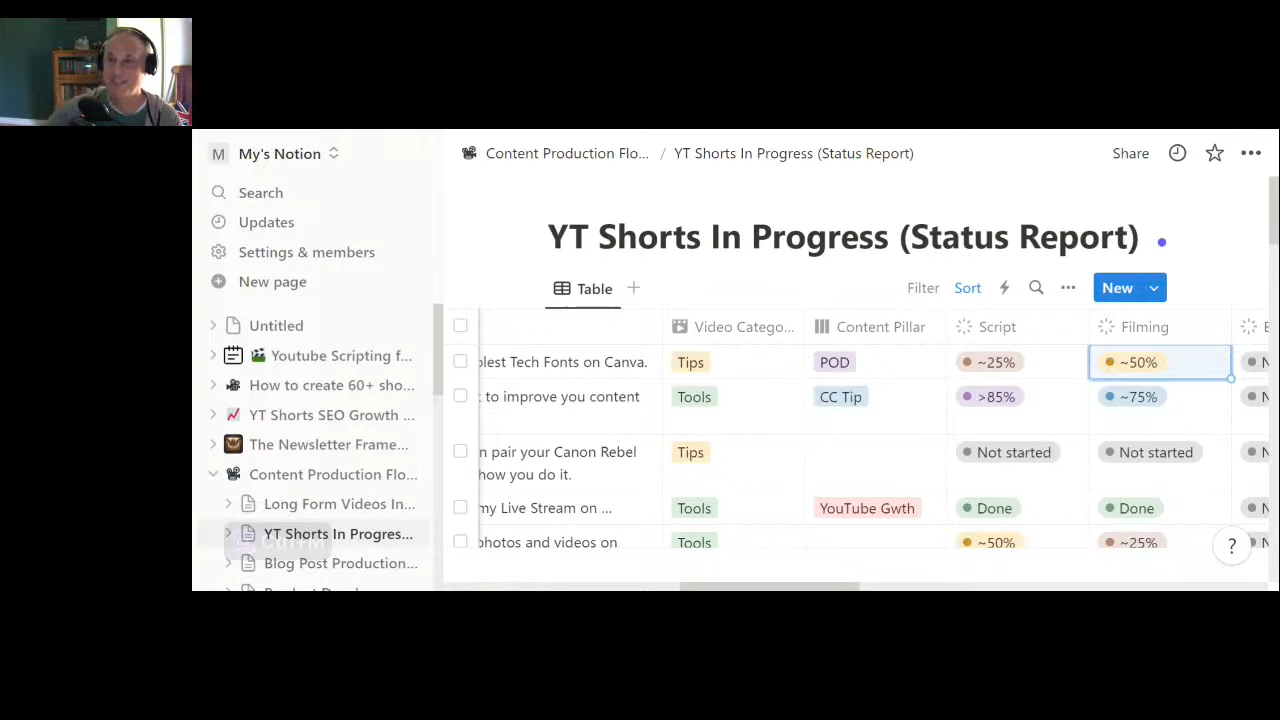 M My's Notion
Content Production Flo... / YT Shorts In Progress (Status Report)
Share
Search
Updates
Settings & members
New page
Untitled
Youtube Scripting f...
How to create 60+ sho...
YT Shorts SEO Growth ...
The Newsletter Frame...
Content Production Flo...
Long Form Videos In...
YT Shorts In Progres...
Blog Post Production...
YT Shorts In Progress (Status Report)
Table
Filter Sort New
Video Catego... Content Pillar Script Filming
plest Tech Fonts on Canva. Tips POD ~25% ~50%
to improve you content Tools CC Tip >85% ~75%
n pair your Canon Rebel Tips Not started Not started
how you do it.
my Live Stream on ... Tools YouTube Gwth Done Done
photos and videos on Tools ~50% ~25%
?